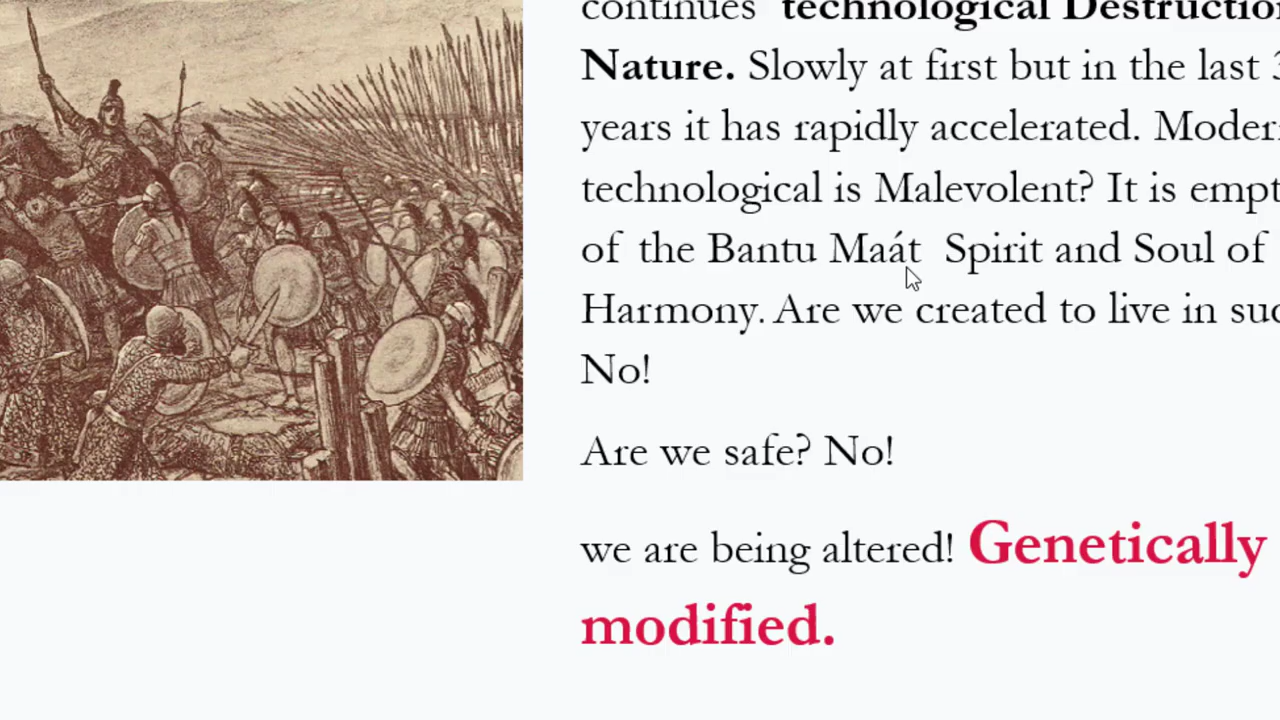 continues technological Destruction
Nature. Slowly at first but in the last
years it has rapidly accelerated.
technological is Malevolent? It is
of the Bantu Maát Spirit and Soul of
Harmony. Are we created to live in
No!
Are we safe? No!
we are being altered! Genetically
modified.